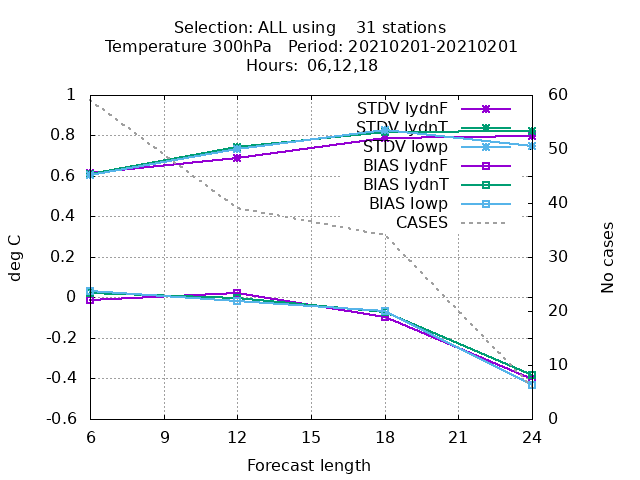 Selection: ALL using    31 stations
Temperature 300hPa   Period: 20210201-20210201
Hours:  06,12,18
1
0.8
0.6
0.4
0.2
0
-0.2
-0.4
-0.6
deg C
60
50
40
30
20
10
0
No cases
STDV lydnF
STDV lydnT
STDV lowp
BIAS lydnF
BIAS lydnT
BIAS lowp
CASES
6 9 12 15 18 21 24
Forecast length